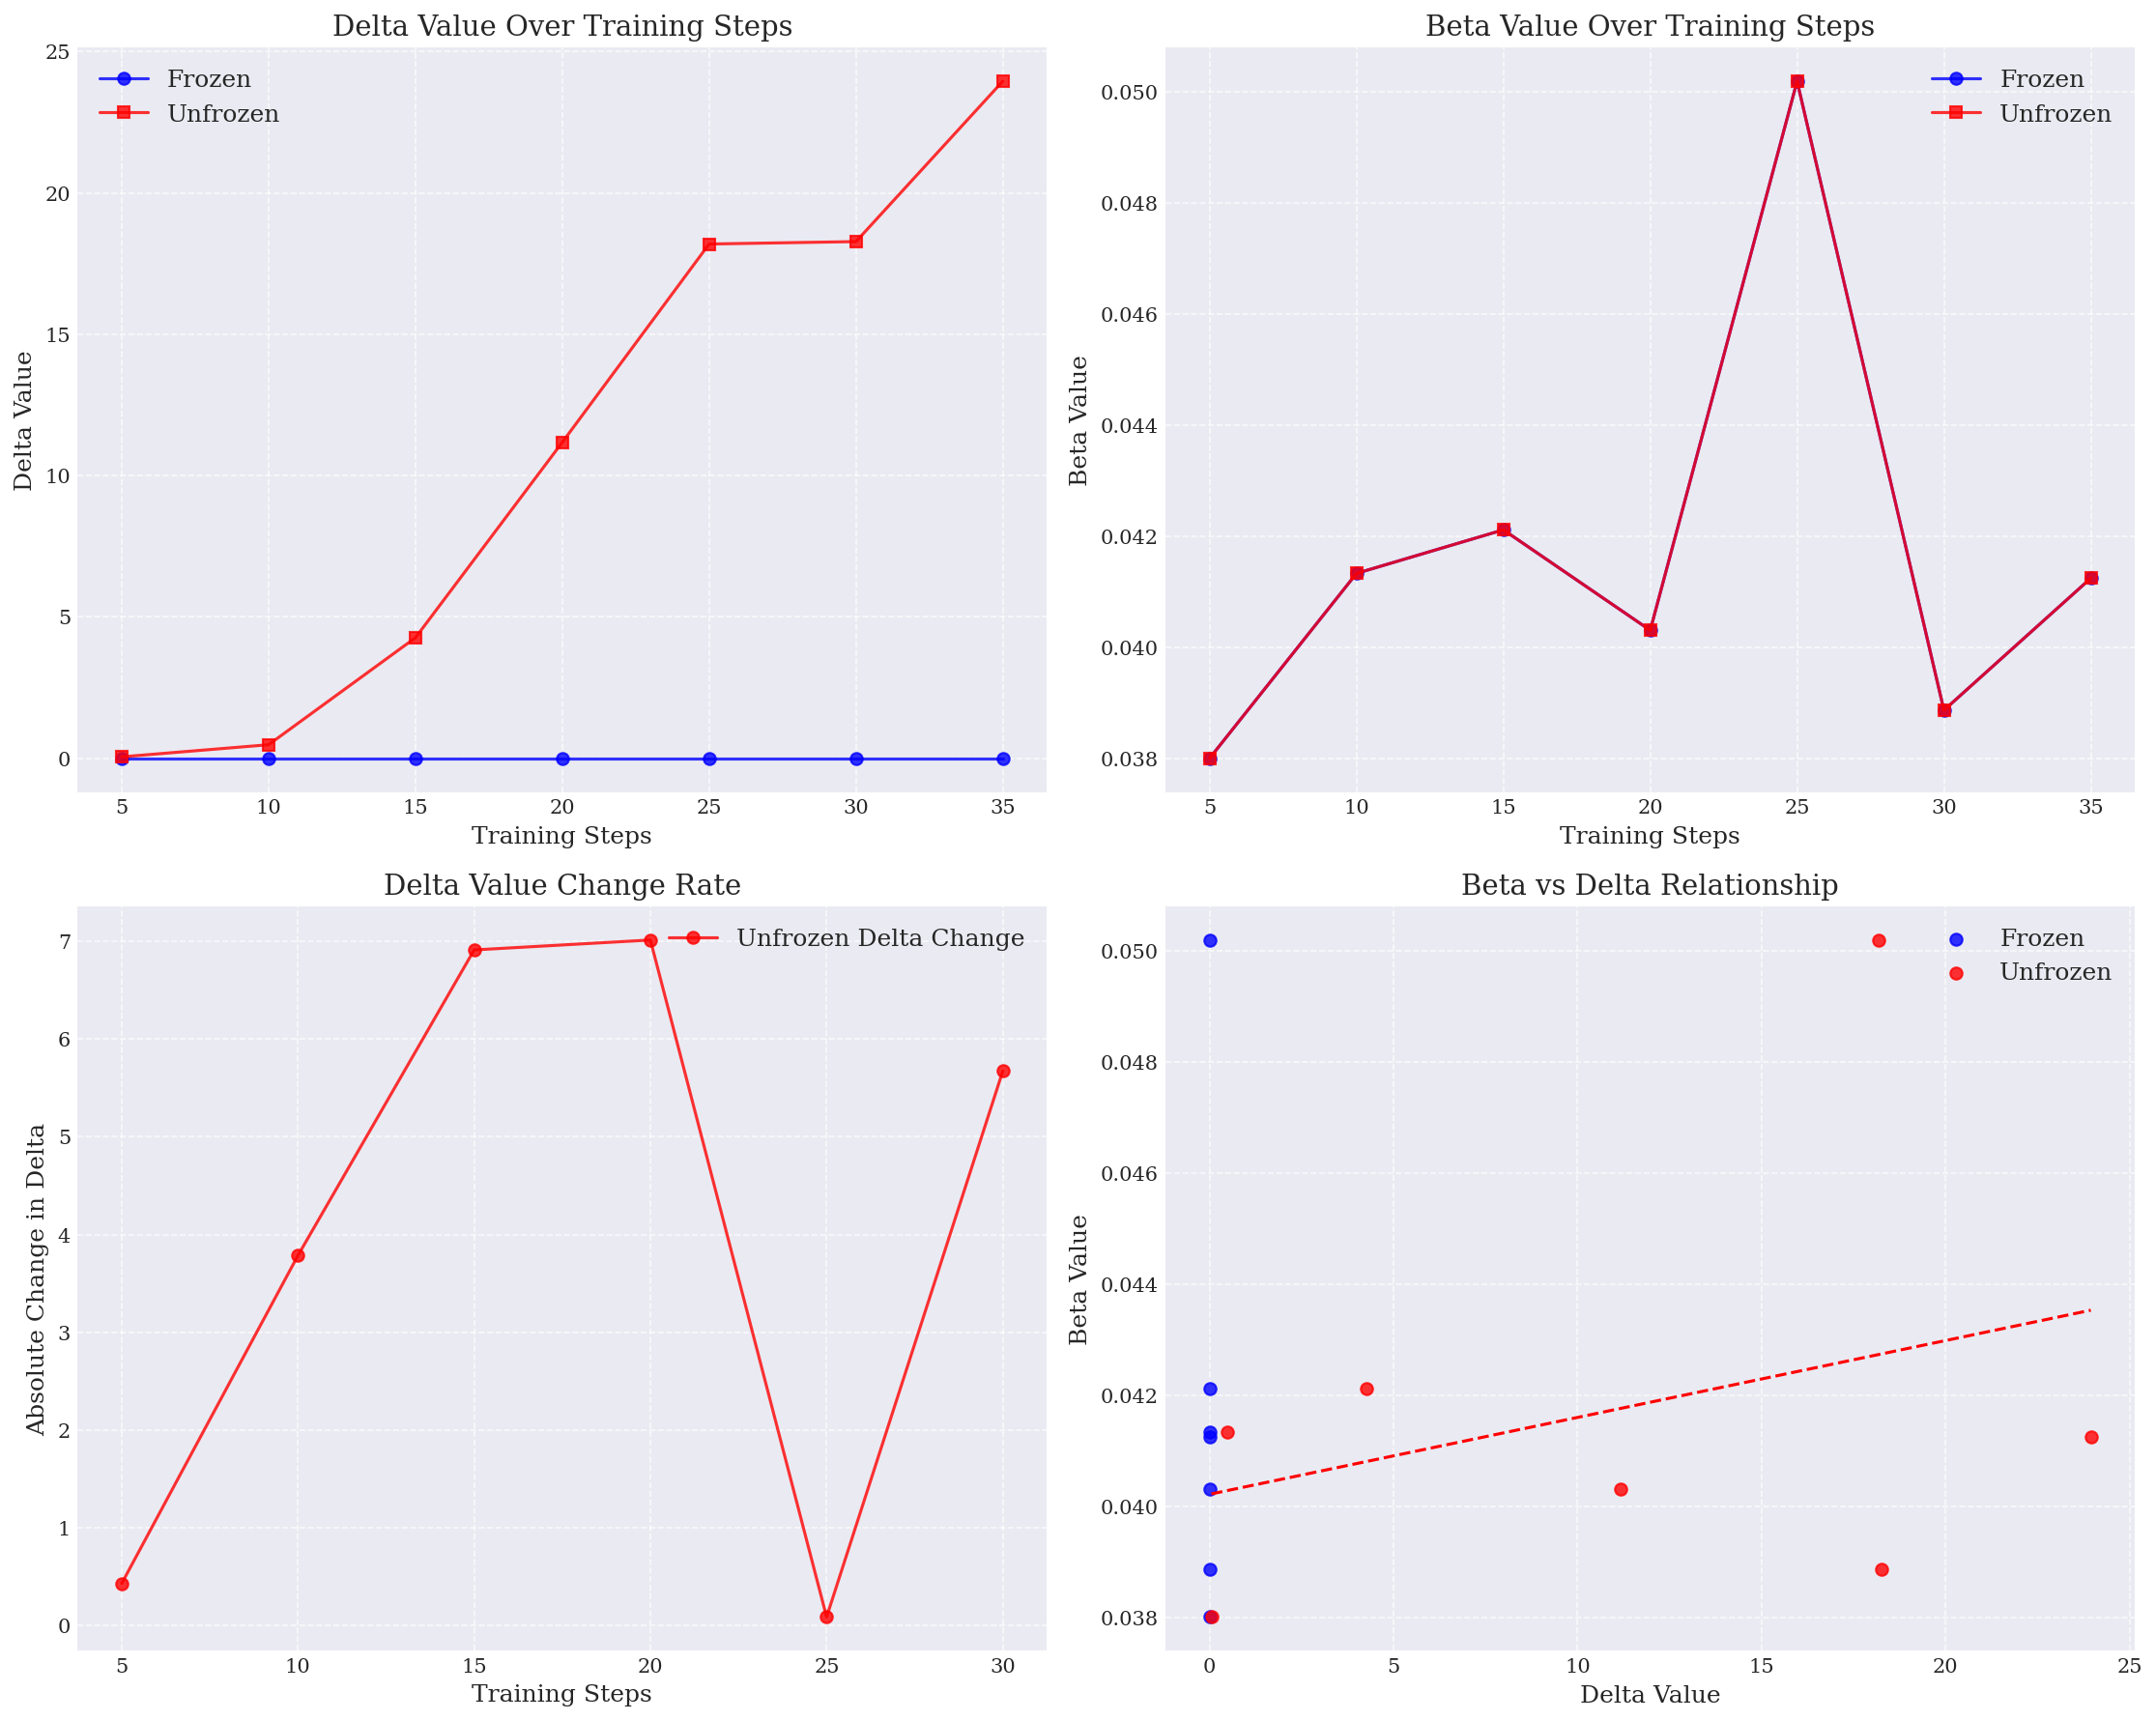 Delta Value Over Training Steps
Delta Value
25
20
15
10
5
0
Frozen
Unfrozen
5 10 15 20 25 30 35
Training Steps
Beta Value Over Training Steps
Beta Value
0.050
0.048
0.046
0.044
0.042
0.040
0.038
Frozen
Unfrozen
5 10 15 20 25 30 35
Training Steps
Delta Value Change Rate
Absolute Change in Delta
7
6
5
4
3
2
1
0
Unfrozen Delta Change
5 10 15 20 25 30
Training Steps
Beta vs Delta Relationship
Beta Value
0.050
0.048
0.046
0.044
0.042
0.040
0.038
Frozen
Unfrozen
0 5 10 15 20 25
Delta Value